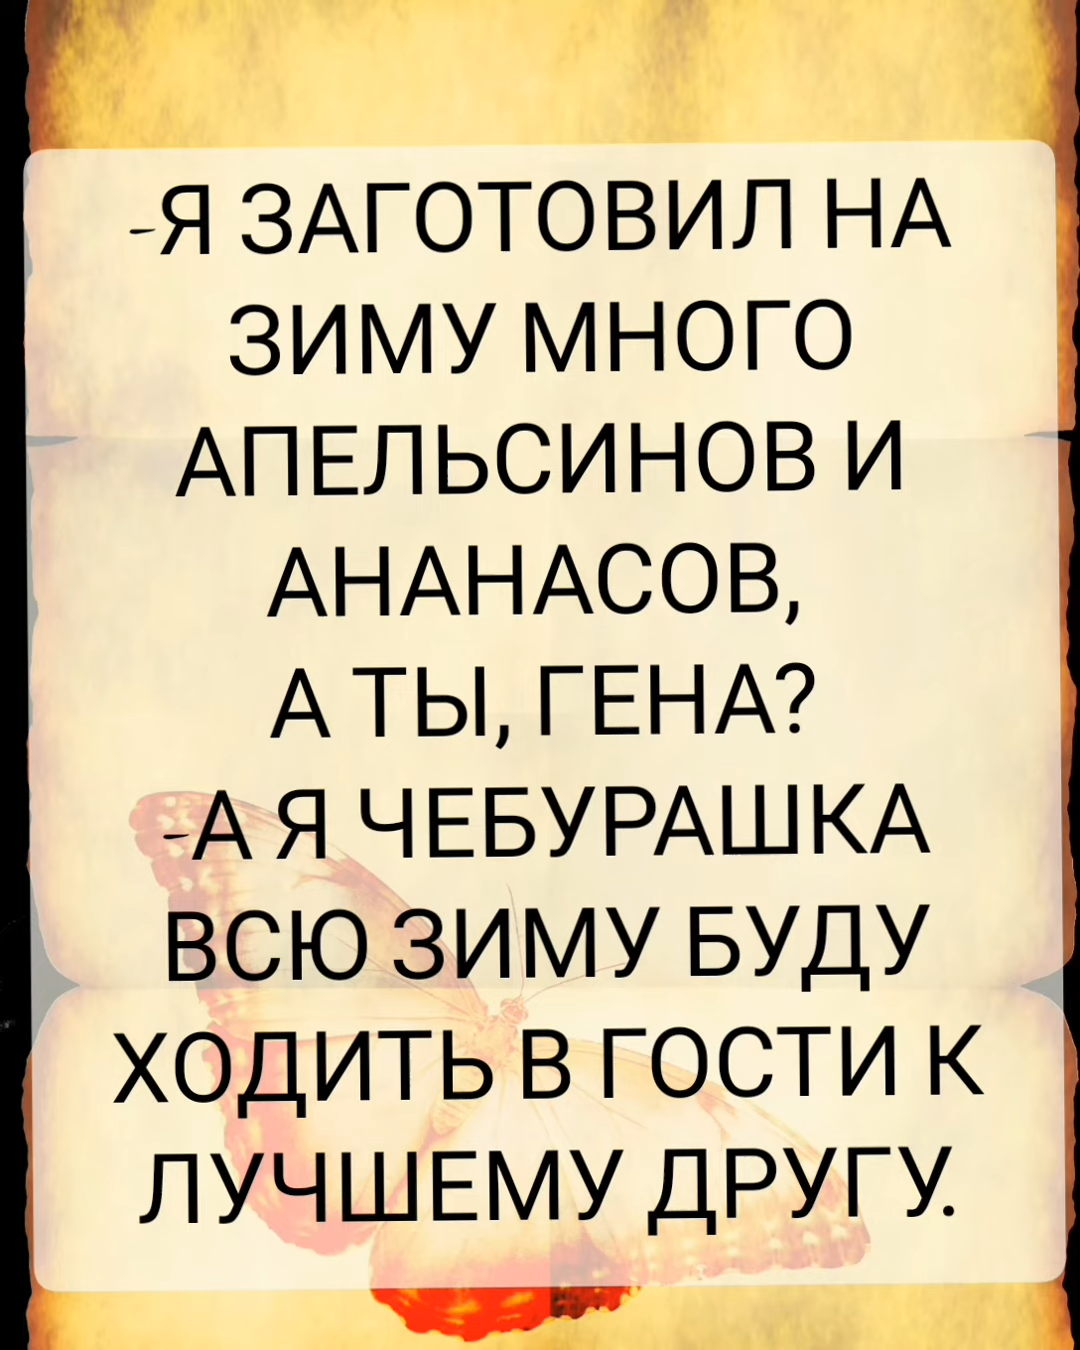 -Я ЗАГОТОВИЛ НА
ЗИМУ МНОГО
АПЕЛЬСИНОВ И
АНАНАСОВ,
А ТЫ, ГЕНА?
-А Я ЧЕБУРАШКА
ВСЮ ЗИМУ БУДУ
ХОДИТЬ В ГОСТИ К
ЛУЧШЕМУ ДРУГУ.